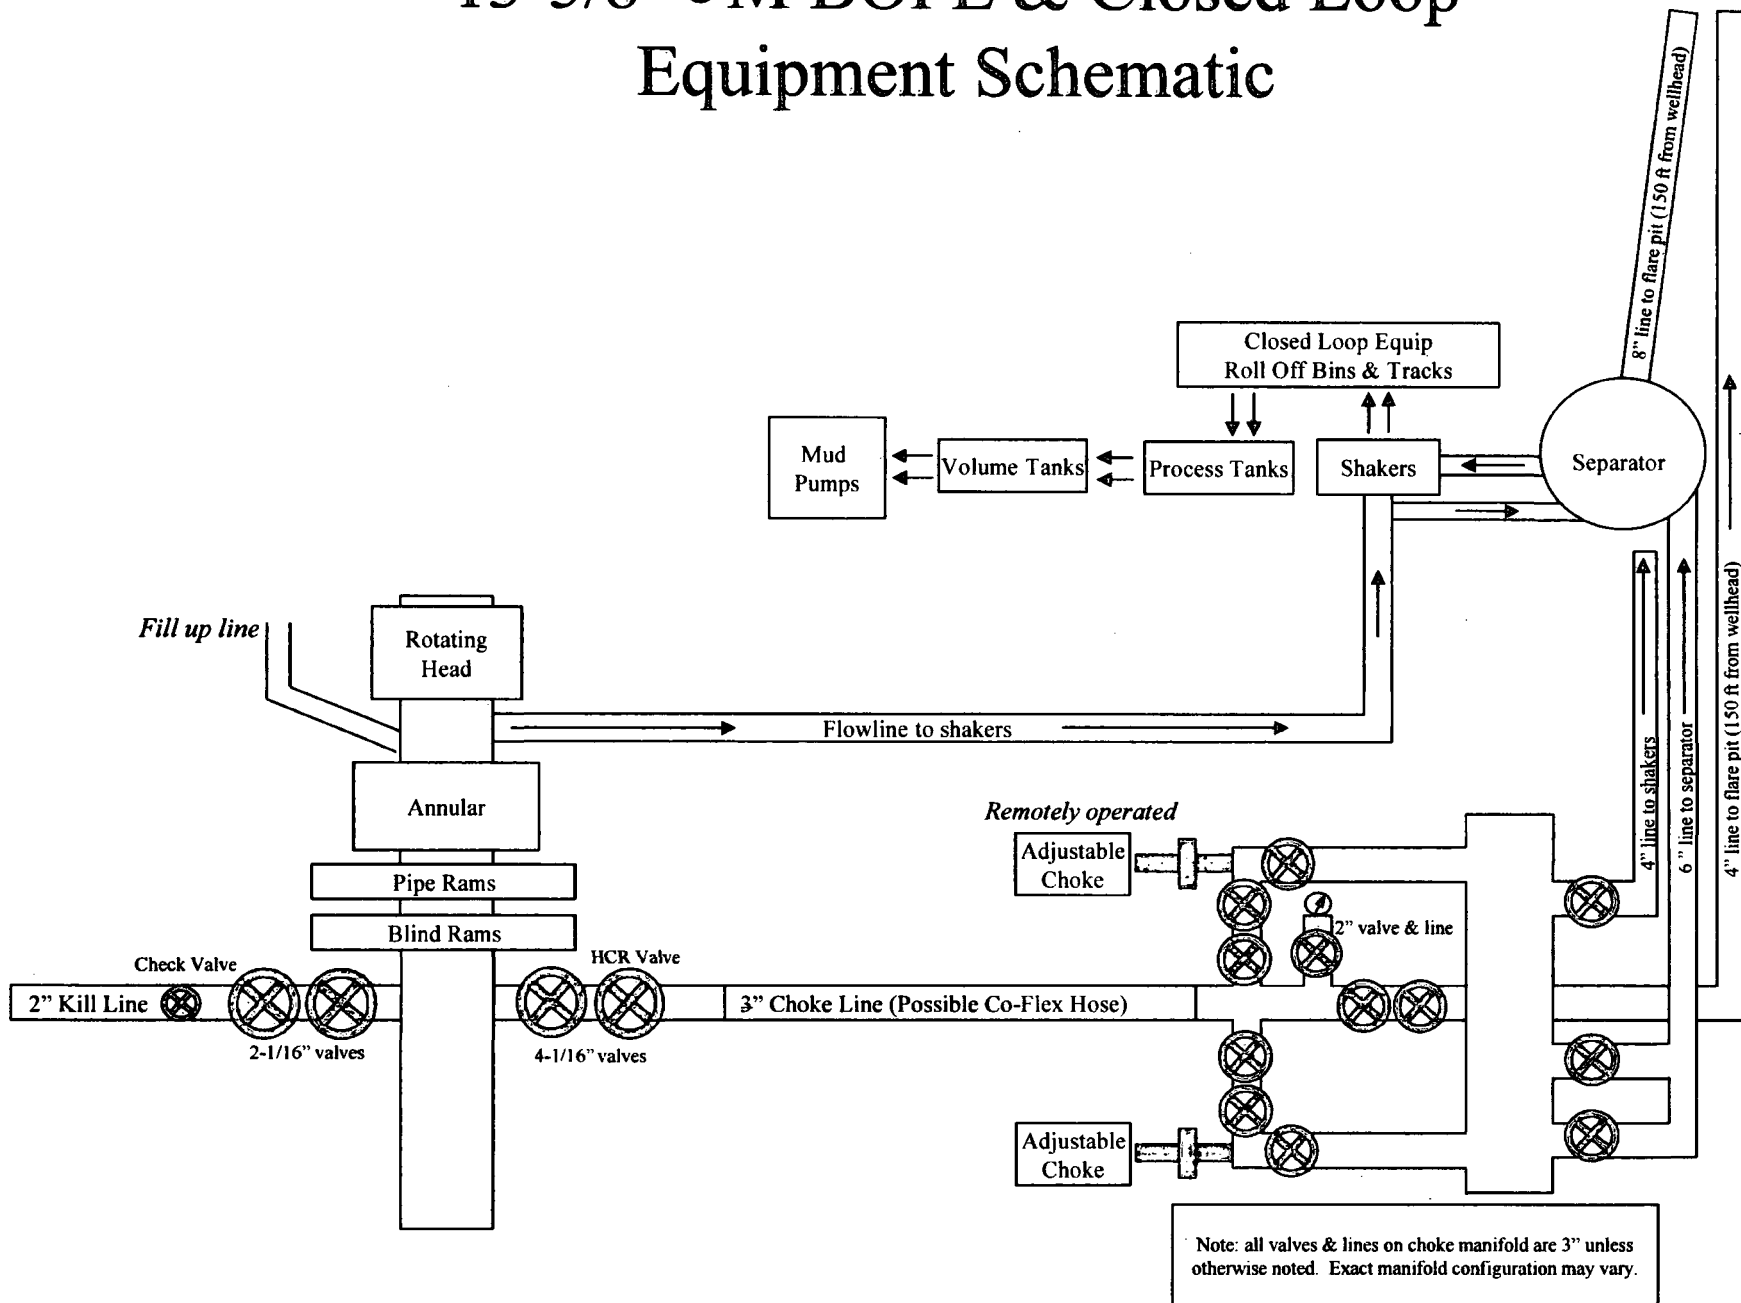 BOPE & Closed Loop
Equipment Schematic
8" line to flare pit (150 ft from wellhead)
Closed Loop Equip
Roll Off Bins & Tracks
Mud
Pumps
Volume Tanks
Process Tanks
Shakers
Separator
Fill up line
Rotating
Head
Flowline to shakers
Annular
Pipe Rams
Blind Rams
4" line to shakers
6 " line to separator
4" line to flare pit (150 ft from wellhead)
Remotely operated
Adjustable
Choke
2" valve & line
Check Valve
HCR Valve
2" Kill Line
3" Choke Line (Possible Co-Flex Hose)
2-1/16" valves
4-1/16" valves
Adjustable
Choke
Note: all valves & lines on choke manifold are 3" unless
otherwise noted. Exact manifold configuration may vary.